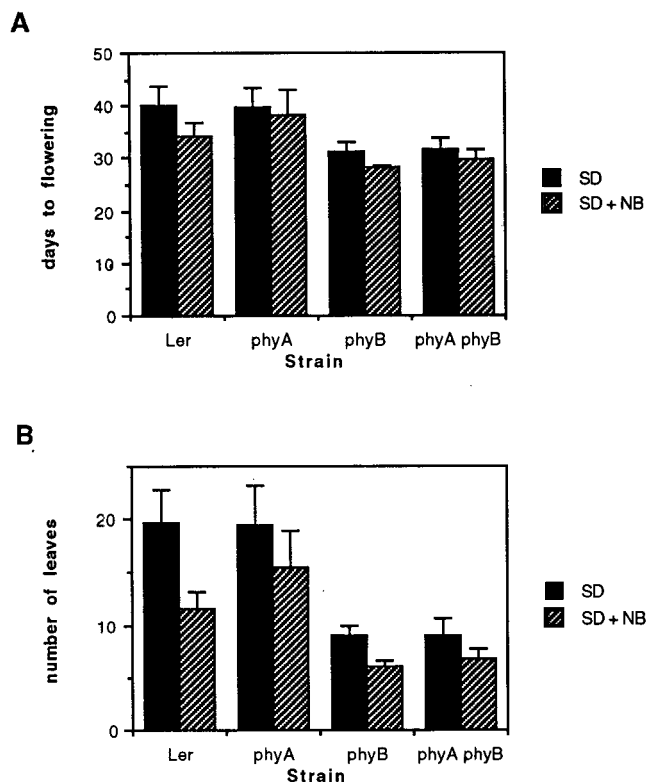 A
50
40
30
20
10
0
days to flowering
Ler phyA phyB phyA phyB
Strain
SD
SD + NB
B
20
10
0
number of leaves
Ler phyA phyB phyA phyB
Strain
SD
SD + NB